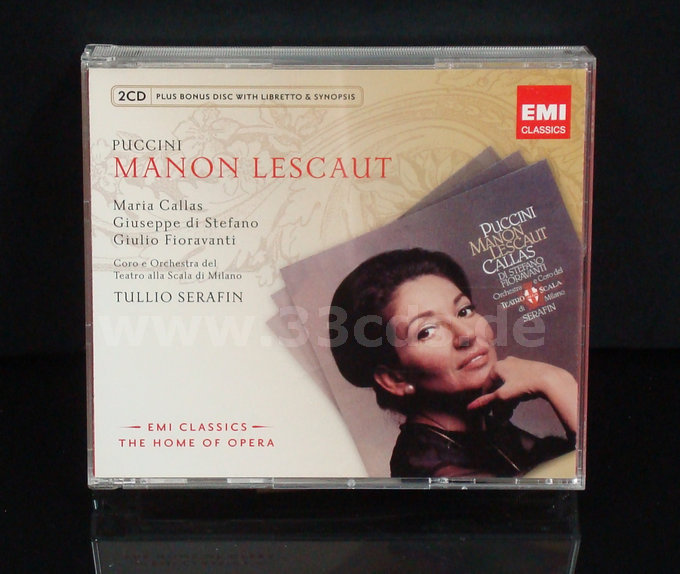 2CD PLUS BONUS DISC WITH LIBRETTO & SYNOPSIS
EMI
CLASSICS
PUCCINI
MANON LESCAUT
Maria Callas
Giuseppe di Stefano
Giulio Fioravanti
Coro e Orchestra del
Teatro alla Scala di Milano
TULLIO SERAFIN
PUCCINI
MANON
LESCAUT
CALLAS
DI STEFANO
FIORAVANTI
Orchestra e Coro del
TEATRO SCALA
di Milano
SERAFIN
www.33cds.de
EMI CLASSICS
THE HOME OF OPERA